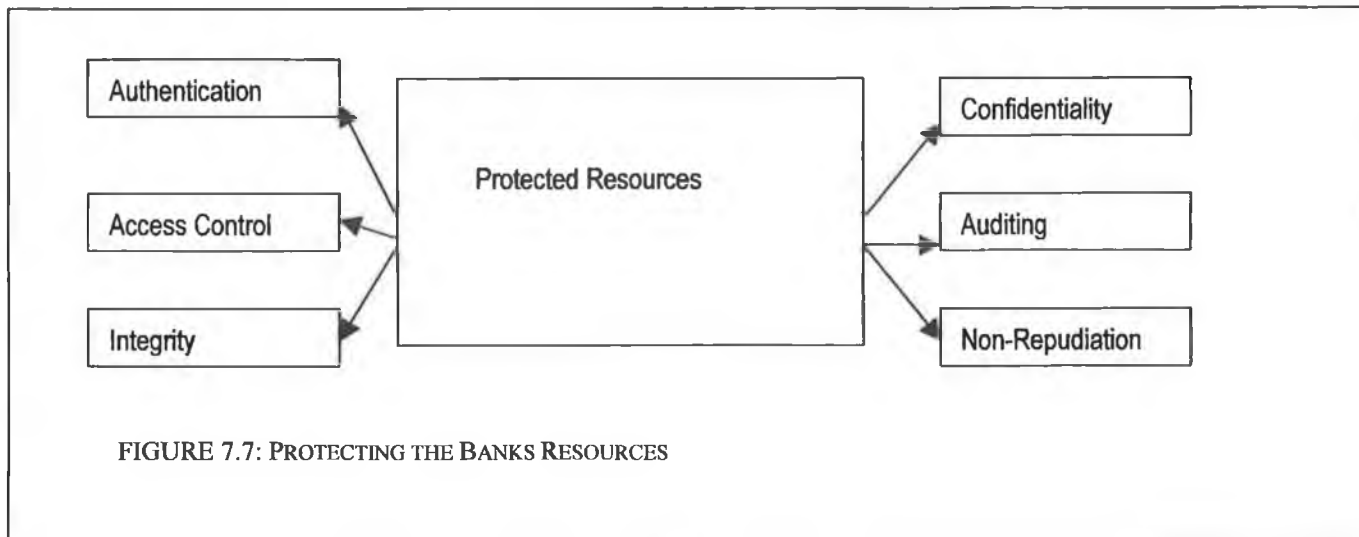 Authentication
Access Control
Integrity
Protected Resources
Confidentiality
Auditing
Non-Repudiation
FIGURE 7.7: PROTECTING THE BANKS RESOURCES